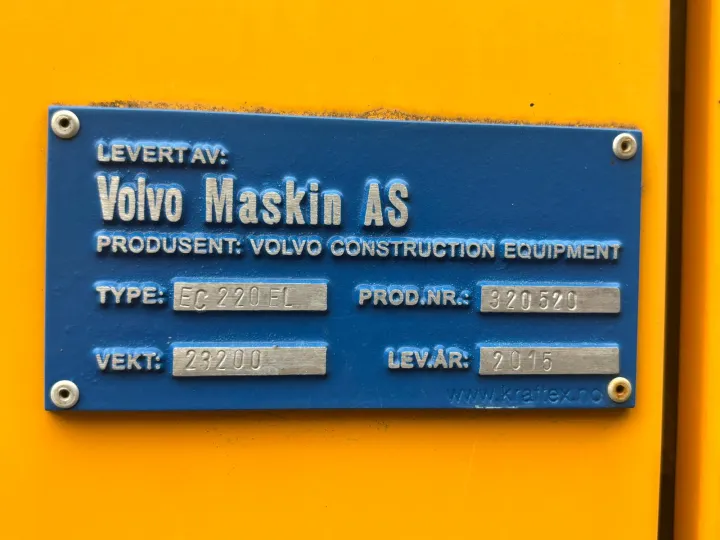 LEVERT AV:
Volvo Maskin AS
PRODUSENT: VOLVO CONSTRUCTION EQUIPMENT
TYPE: EC 220 FL PROD.NR.: 320520
VEKT: 23200 LEV.ÅR: 2015
www.kraftex.no